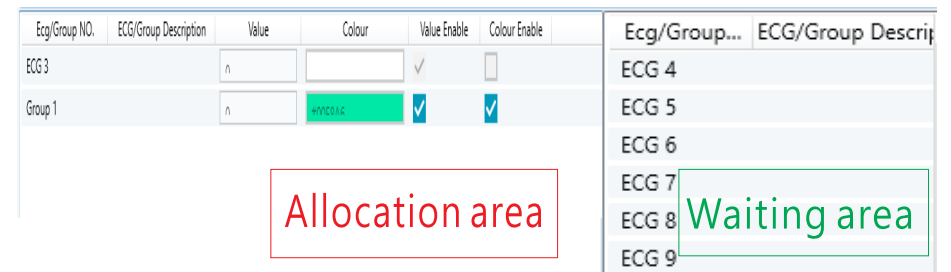 Ecg/Group NO. ECG/Group Description Value Colour Value Enable Colour Enable
ECG 3
Group 1
Allocation area
Ecg/Group... ECG/Group Descrip
ECG 4
ECG 5
ECG 6
ECG 7
ECG 8
ECG 9
Waiting area